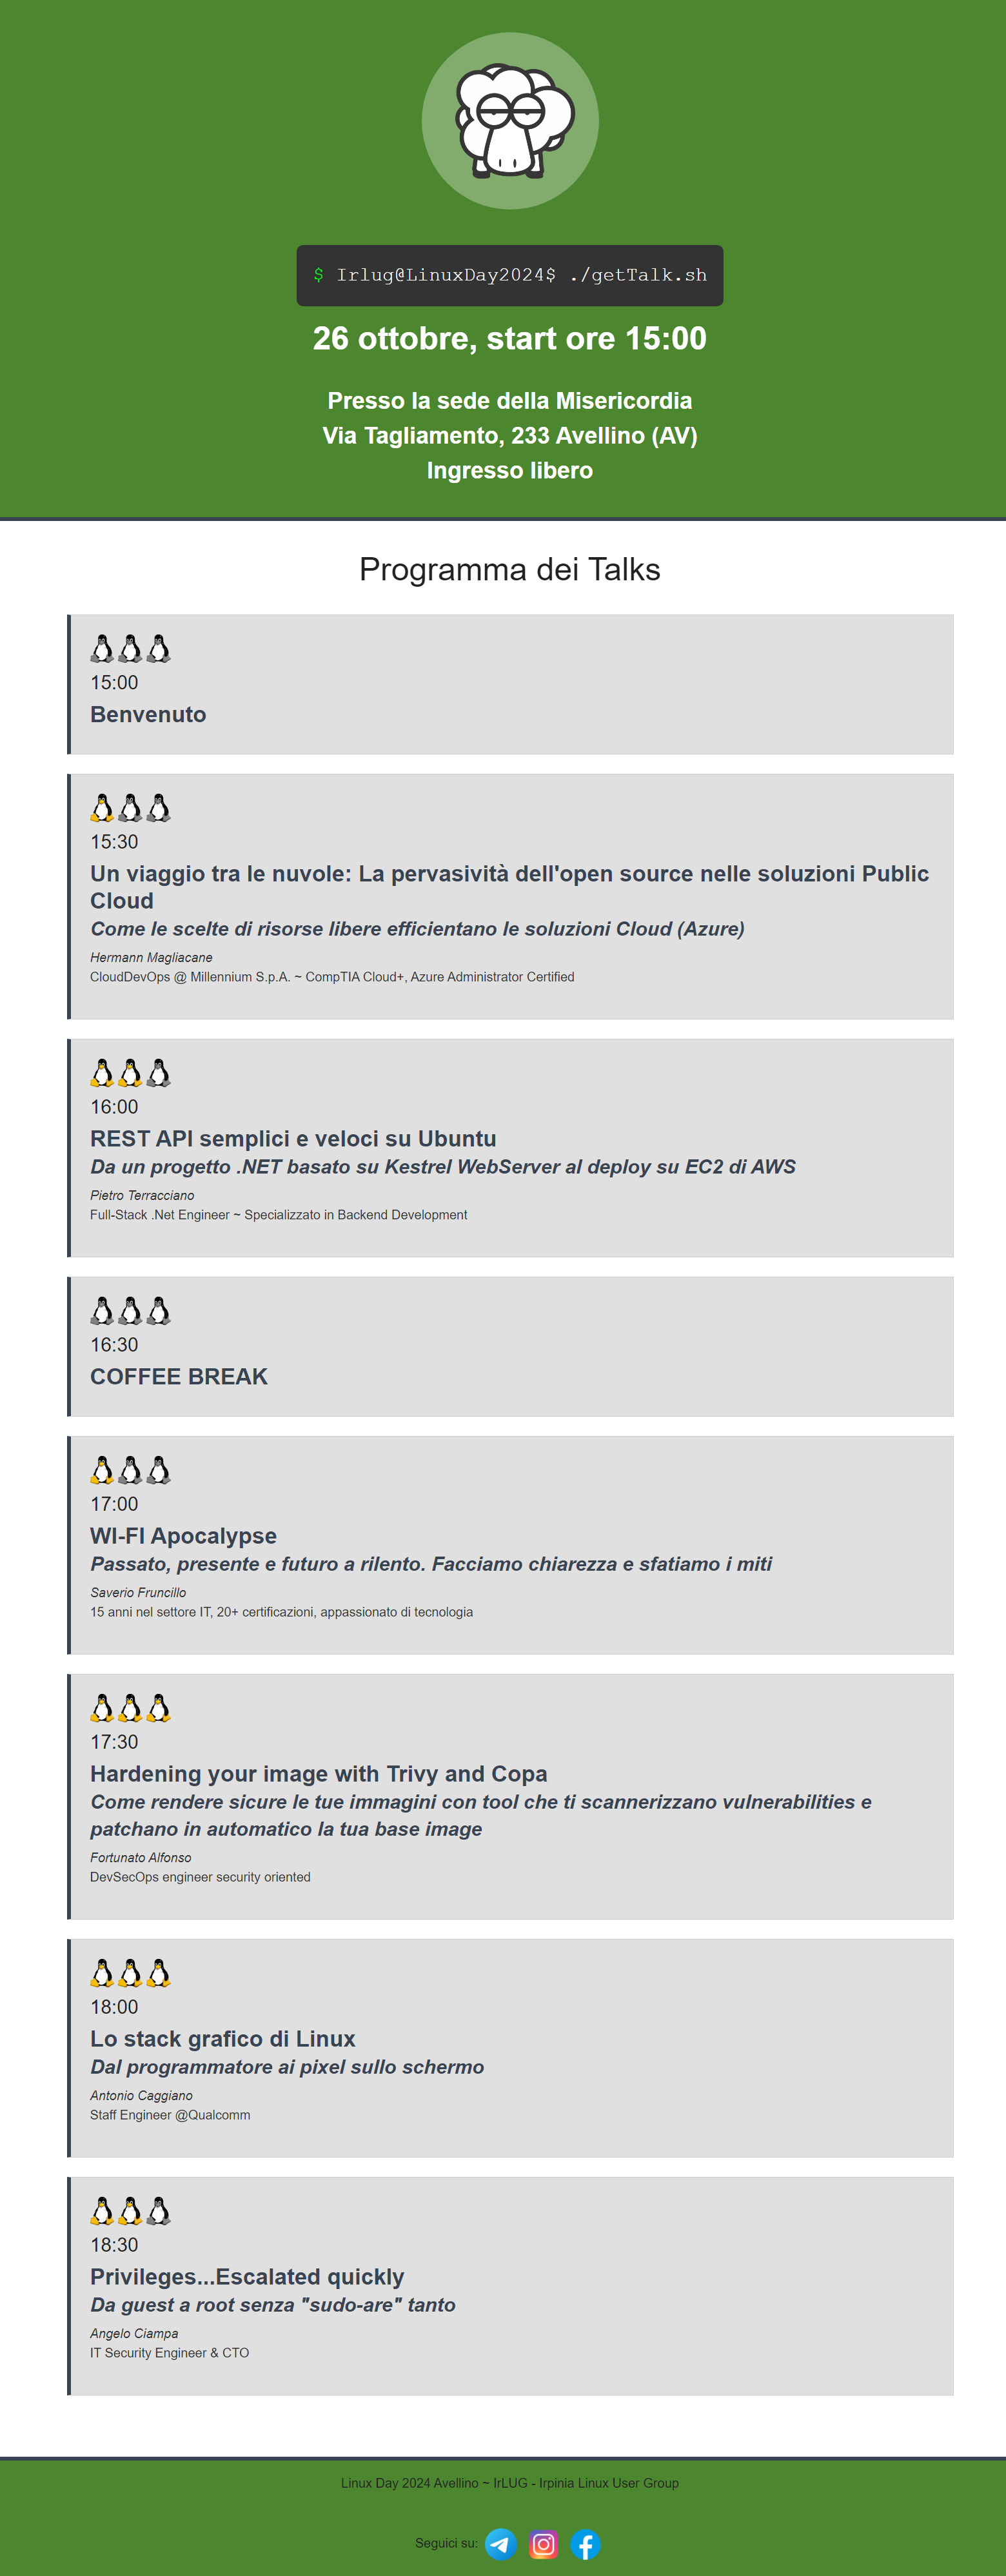 $ Irlug@LinuxDay2024$ ./getTalk.sh
26 ottobre, start ore 15:00
Presso la sede della Misericordia
Via Tagliamento, 233 Avellino (AV)
Ingresso libero
Programma dei Talks
15:00
Benvenuto
15:30
Un viaggio tra le nuvole: La pervasività dell'open source nelle soluzioni Public
Cloud
Come le scelte di risorse libere efficientano le soluzioni Cloud (Azure)
Hermann Magliacane
CloudDevOps @ Millennium S.p.A. ~ CompTIA Cloud+, Azure Administrator Certified
16:00
REST API semplici e veloci su Ubuntu
Da un progetto .NET basato su Kestrel WebServer al deploy su EC2 di AWS
Pietro Terracciano
Full-Stack .Net Engineer ~ Specializzato in Backend Development
16:30
COFFEE BREAK
17:00
WI-FI Apocalypse
Passato, presente e futuro a rilento. Facciamo chiarezza e sfatiamo i miti
Saverio Fruncillo
15 anni nel settore IT, 20+ certificazioni, appassionato di tecnologia
17:30
Hardening your image with Trivy and Copa
Come rendere sicure le tue immagini con tool che ti scannerizzano vulnerabilities e
patchano in automatico la tua base image
Fortunato Alfonso
DevSecOps engineer security oriented
18:00
Lo stack grafico di Linux
Dal programmatore ai pixel sullo schermo
Antonio Caggiano
Staff Engineer @Qualcomm
18:30
Privileges...Escalated quickly
Da guest a root senza "sudo-are" tanto
Angelo Ciampa
IT Security Engineer & CTO
Linux Day 2024 Avellino ~ IrLUG - Irpinia Linux User Group
Seguici su: